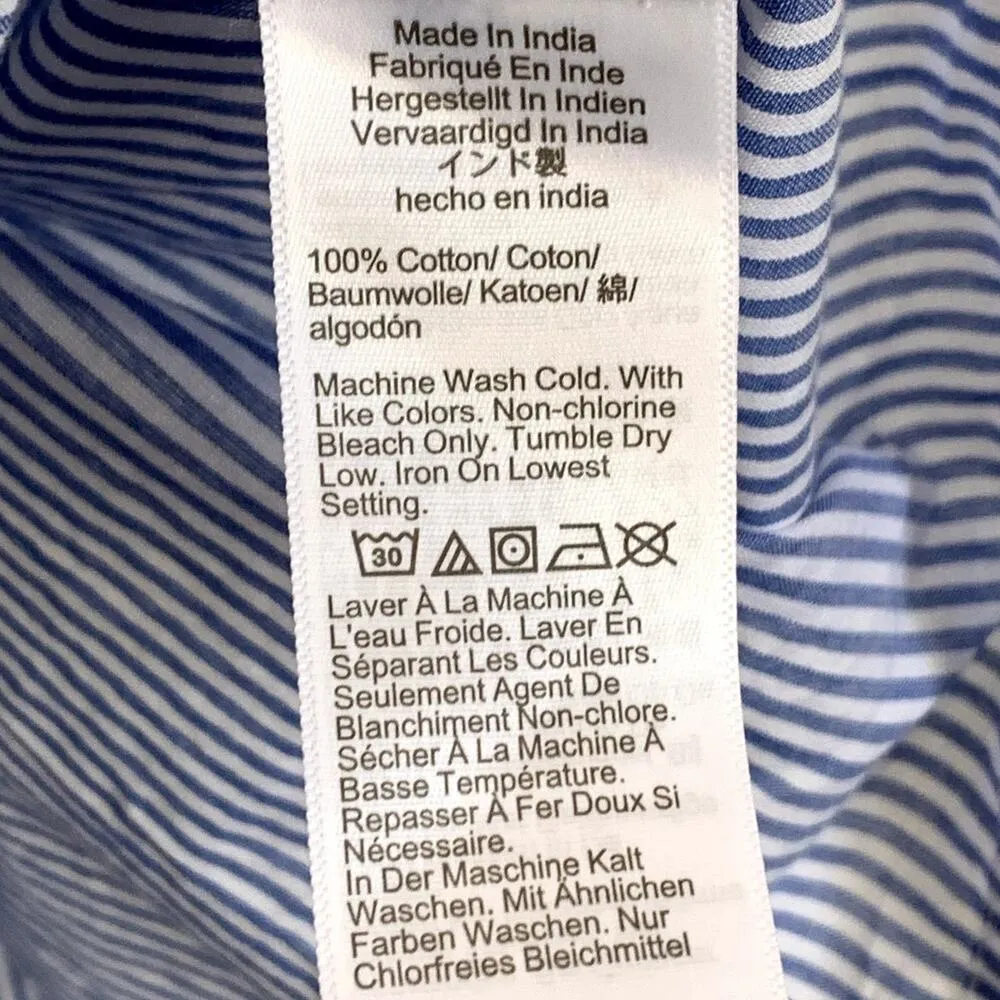 Made In India
Fabriqué En Inde
Hergestellt In Indien
Vervaardigd In India
インド製
hecho en india
100% Cotton/ Coton/
Baumwolle/ Katoen/ 綿/
algodón
Machine Wash Cold. With
Like Colors. Non-chlorine
Bleach Only. Tumble Dry
Low. Iron On Lowest
Setting.
30
Laver À La Machine À
L'eau Froide. Laver En
Séparant Les Couleurs.
Seulement Agent De
Blanchiment Non-chlore.
Sécher À La Machine À
Basse Température.
Repasser À Fer Doux Si
Nécessaire.
In Der Maschine Kalt
Waschen. Mit Ähnlichen
Farben Waschen. Nur
Chlorfreies Bleichmittel